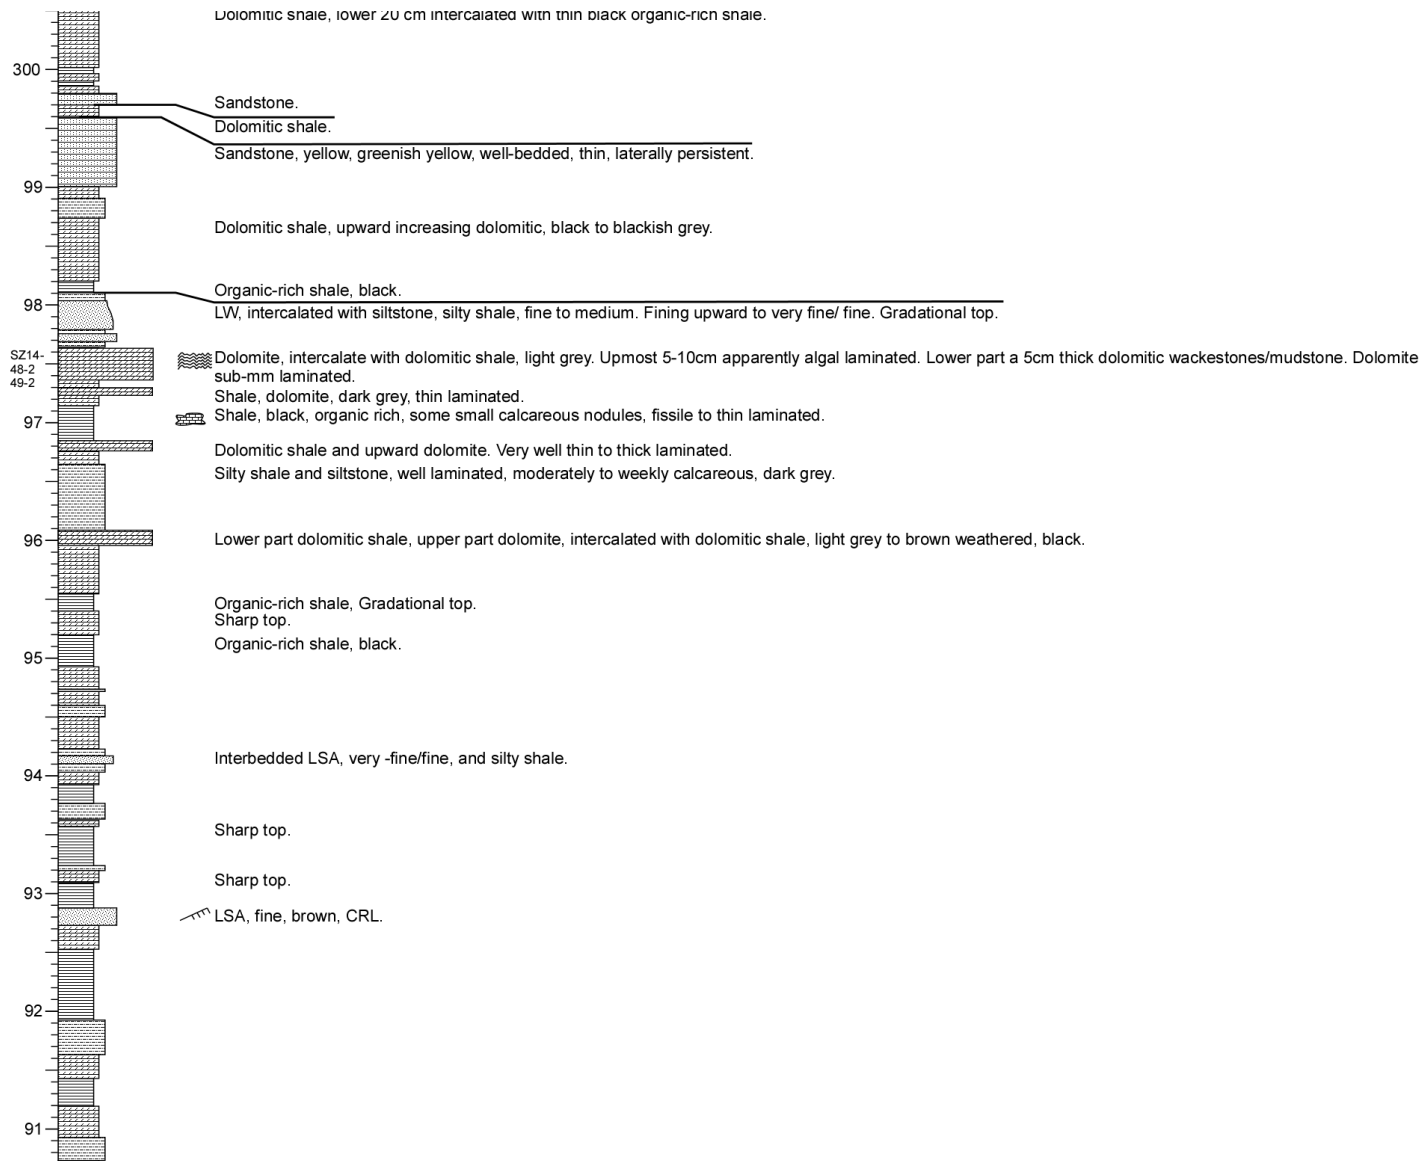 Dolomitic shale, lower 20 cm intercalated with thin black organic-rich shale.
300
Sandstone.
Dolomitic shale.
Sandstone, yellow, greenish yellow, well-bedded, thin, laterally persistent.
99
Dolomitic shale, upward increasing dolomitic, black to blackish grey.
Organic-rich shale, black.
98
LW, intercalated with siltstone, silty shale, fine to medium. Fining upward to very fine/ fine. Gradational top.
SZ14-
48-2
49-2
Dolomite, intercalate with dolomitic shale, light grey. Upmost 5-10cm apparently algal laminated. Lower part a 5cm thick dolomitic wackestones/mudstone. Dolomite
sub-mm laminated.
Shale, dolomite, dark grey, thin laminated.
Shale, black, organic rich, some small calcareous nodules, fissile to thin laminated.
97
Dolomitic shale and upward dolomite. Very well thin to thick laminated.
Silty shale and siltstone, well laminated, moderately to weekly calcareous, dark grey.
96
Lower part dolomitic shale, upper part dolomite, intercalated with dolomitic shale, light grey to brown weathered, black.
Organic-rich shale, Gradational top.
Sharp top.
Organic-rich shale, black.
95
Interbedded LSA, very -fine/fine, and silty shale.
94
Sharp top.
Sharp top.
93
LSA, fine, brown, CRL.
92
91